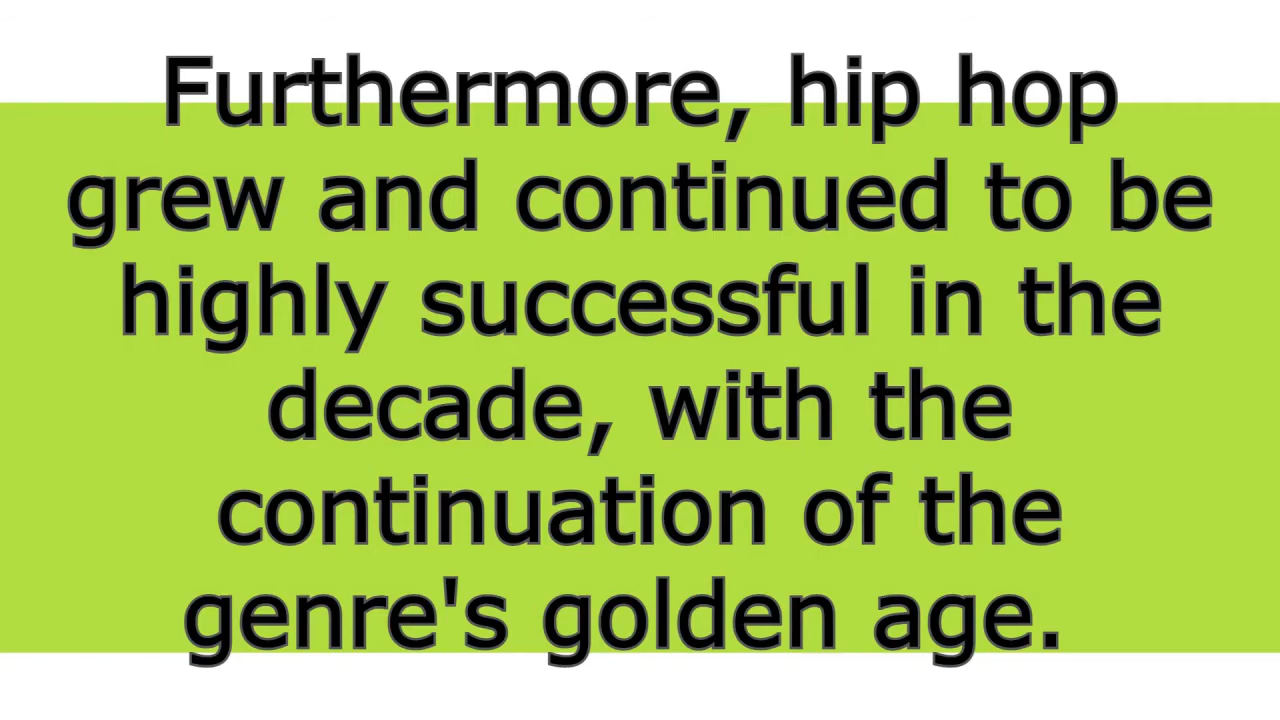 Furthermore, hip hop
grew and continued to be
highly successful in the
decade, with the
continuation of the
genre's golden age.